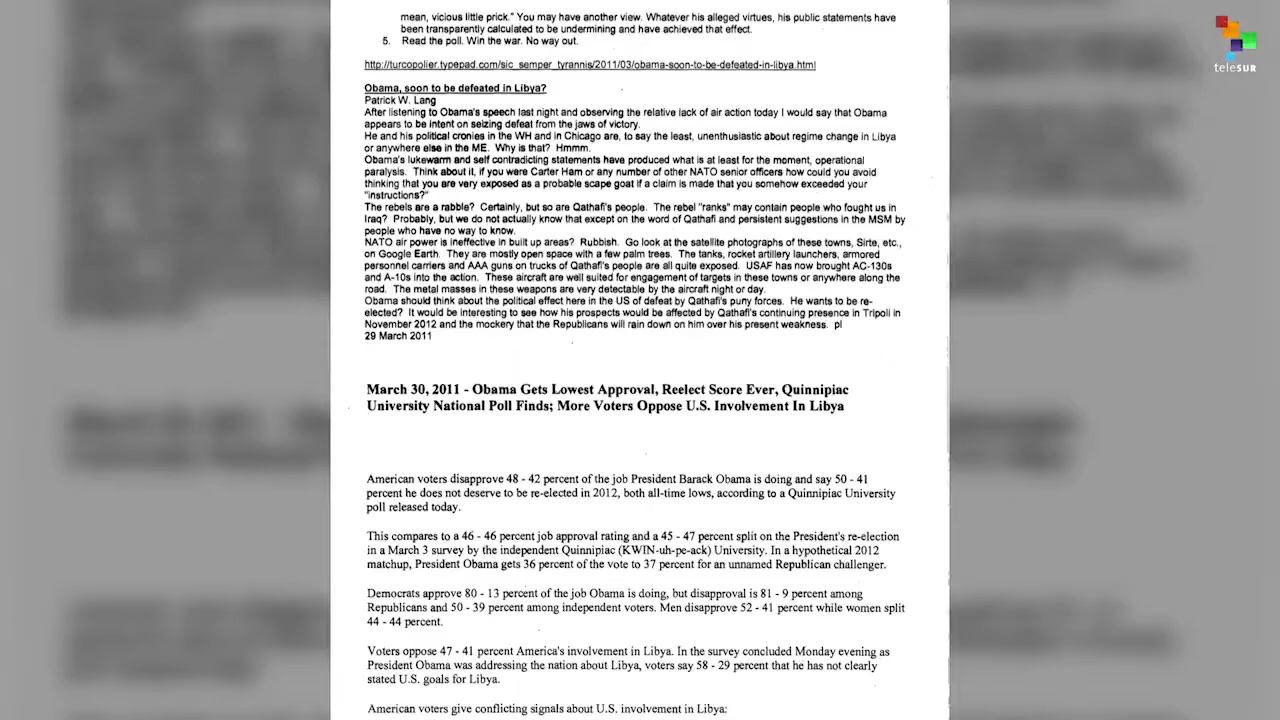 mean, vicious little prick." You may have another view. Whatever his alleged virtues, his public statements have
been transparently calculated to be undermining and have achieved that effect.
5. Read the poll. Win the war. No way out.
http://turcopolier.typepad.com/sic_semper_tyrannis/2011/03/obama-soon-to-be-defeated-in-libya.html
teleSUR
Obama, soon to be defeated in Libya?
Patrick W. Lang
After listening to Obama's speech last night and observing the relative lack of air action today I would say that Obama
appears to be intent on seizing defeat from the jaws of victory.
He and his political cronies in the WH and in Chicago are, to say the least, unenthusiastic about regime change in Libya
or anywhere else in the ME. Why is that? Hmmm.
Obama's lukewarm and self contradicting statements have produced what is at least for the moment, operational
paralysis. Think about it, if you were Carter Ham or any number of other NATO senior officers how could you avoid
thinking that you are very exposed as a probable scape goat if a claim is made that you somehow exceeded your
"instructions?"
The rebels are a rabble? Certainly, but so are Qathafi's people. The rebel "ranks" may contain people who fought us in
Iraq? Probably, but we do not actually know that except on the word of Qathafi and persistent suggestions in the MSM by
people who have no way to know.
NATO air power is ineffective in built up areas? Rubbish. Go look at the satellite photographs of these towns, Sirte, etc.,
on Google Earth. They are mostly open space with a few palm trees. The tanks, rocket artillery launchers, armored
personnel carriers and AAA guns on trucks of Qathafi's people are all quite exposed. USAF has now brought AC-130s
and A-10s into the action. These aircraft are well suited for engagement of targets in these towns or anywhere along the
road. The metal masses in these weapons are very detectable by the aircraft night or day.
Obama should think about the political effect here in the US of defeat by Qathafi's puny forces. He wants to be re-
elected? It would be interesting to see how his prospects would be affected by Qathafi's continuing presence in Tripoli in
November 2012 and the mockery that the Republicans will rain down on him over his present weakness. pl
29 March 2011
March 30, 2011 - Obama Gets Lowest Approval, Reelect Score Ever, Quinnipiac
University National Poll Finds; More Voters Oppose U.S. Involvement In Libya
American voters disapprove 48 - 42 percent of the job President Barack Obama is doing and say 50 - 41
percent he does not deserve to be re-elected in 2012, both all-time lows, according to a Quinnipiac University
poll released today.
This compares to a 46 - 46 percent job approval rating and a 45 - 47 percent split on the President's re-election
in a March 3 survey by the independent Quinnipiac (KWIN-uh-pe-ack) University. In a hypothetical 2012
matchup, President Obama gets 36 percent of the vote to 37 percent for an unnamed Republican challenger.
Democrats approve 80 - 13 percent of the job Obama is doing, but disapproval is 81 - 9 percent among
Republicans and 50 - 39 percent among independent voters. Men disapprove 52 - 41 percent while women split
44 - 44 percent.
Voters oppose 47 - 41 percent America's involvement in Libya. In the survey concluded Monday evening as
President Obama was addressing the nation about Libya, voters say 58 - 29 percent that he has not clearly
stated U.S. goals for Libya.
American voters give conflicting signals about U.S. involvement in Libya: